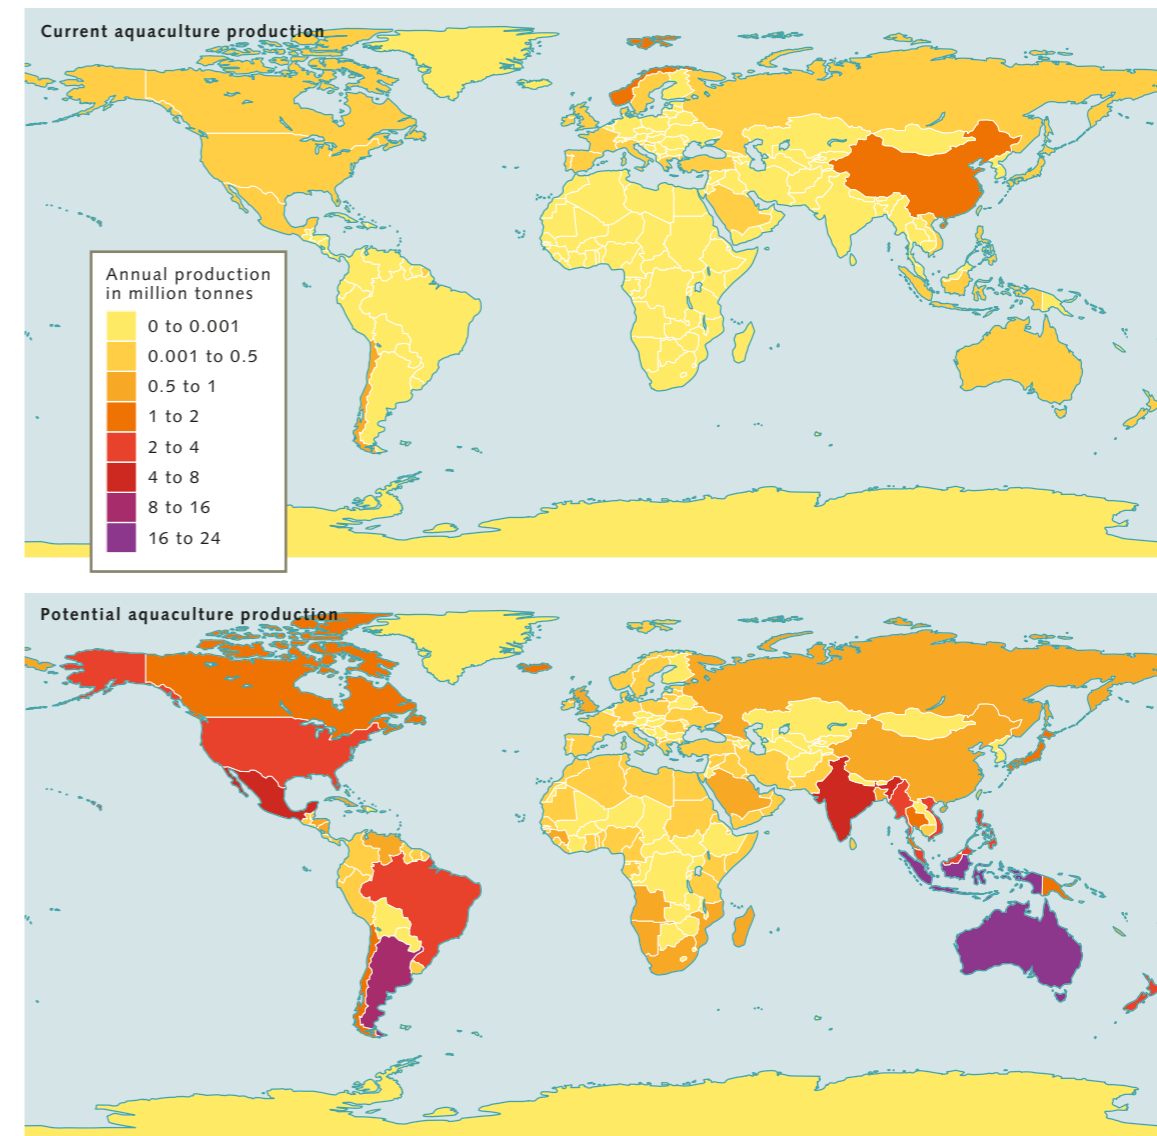 Current aquaculture production
Annual production
in million tonnes
0 to 0.001
0.001 to 0.5
0.5 to 1
1 to 2
2 to 4
4 to 8
8 to 16
16 to 24
Potential aquaculture production